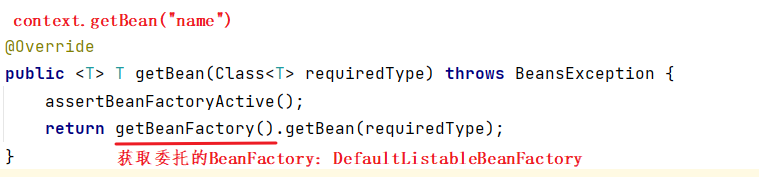 context.getBean("name")
@Override
public <T> T getBean(Class<T> requiredType) throws BeansException {
assertBeanFactoryActive();
return getBeanFactory().getBean(requiredType);
}
获取委托的BeanFactory: DefaultListableBeanFactory